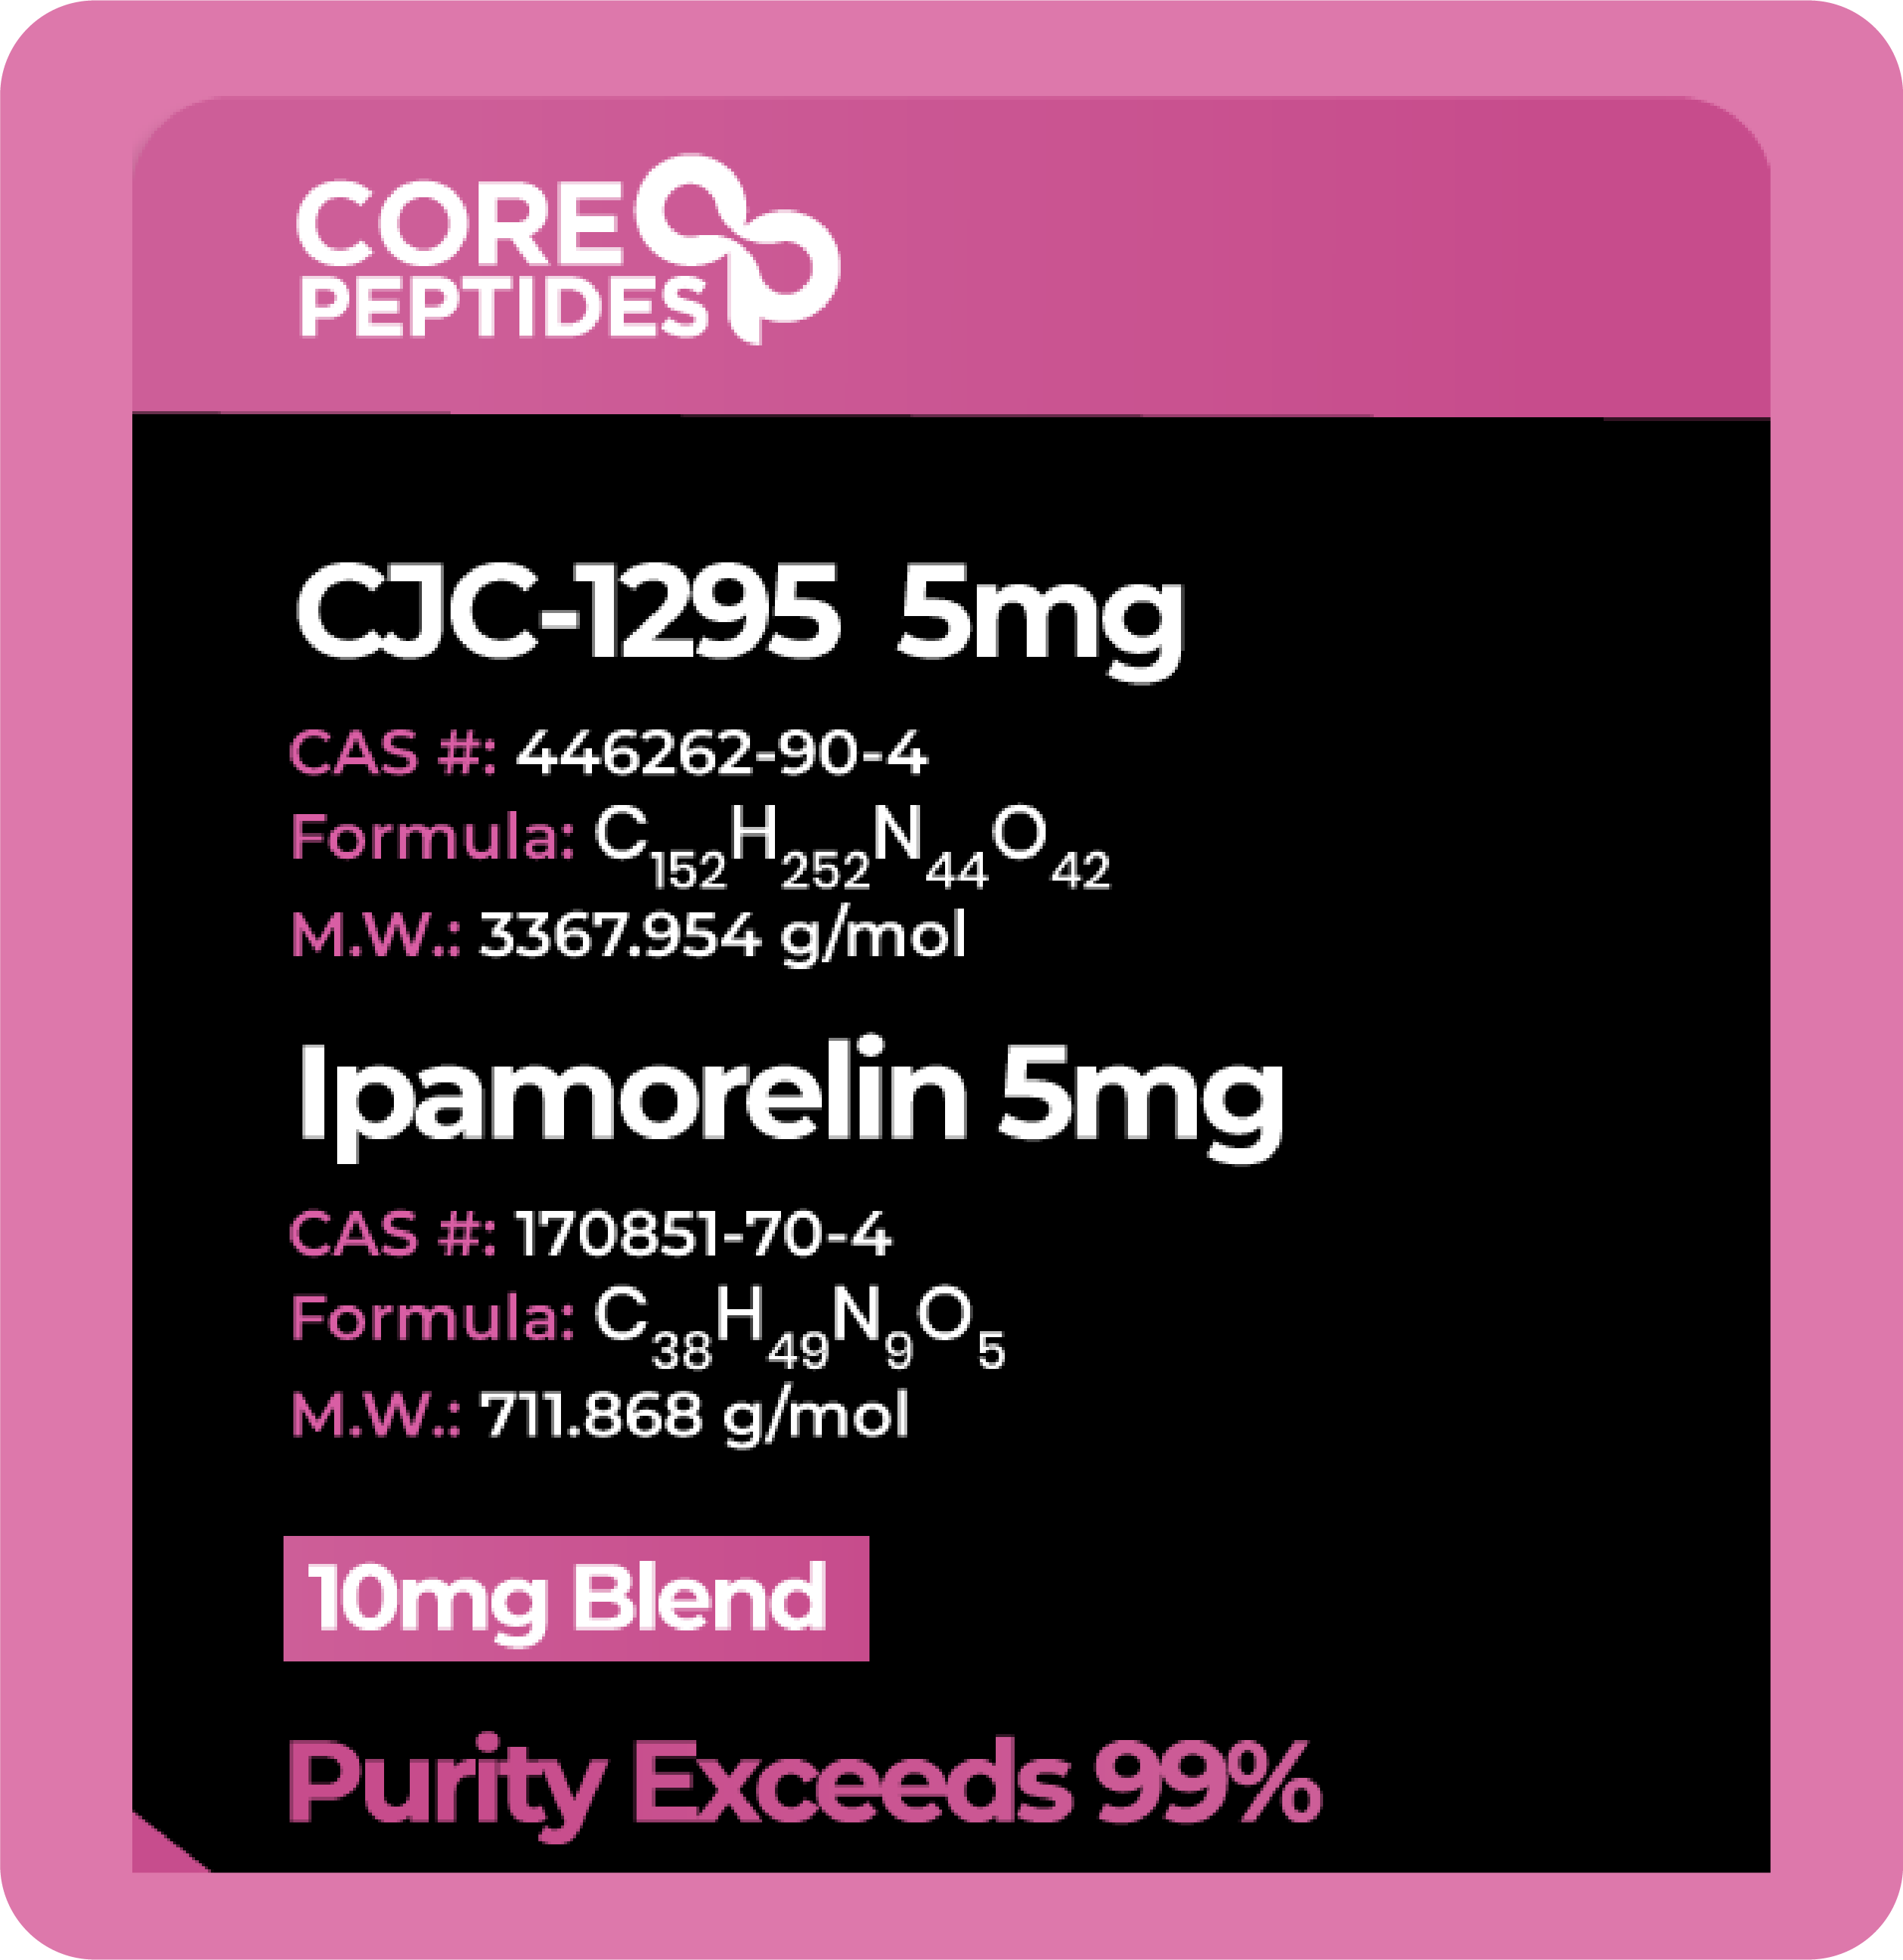 CORE
PEPTIDES
CJC-1295 5mg
CAS #: 446262-90-4
Formula: C₁₅₂H₂₅₂N₄₄O₄₂
M.W.: 3367.954 g/mol
Ipamorelin 5mg
CAS #: 170851-70-4
Formula: C₃₈H₄₉N₉O₅
M.W.: 711.868 g/mol
10mg Blend
Purity Exceeds 99%